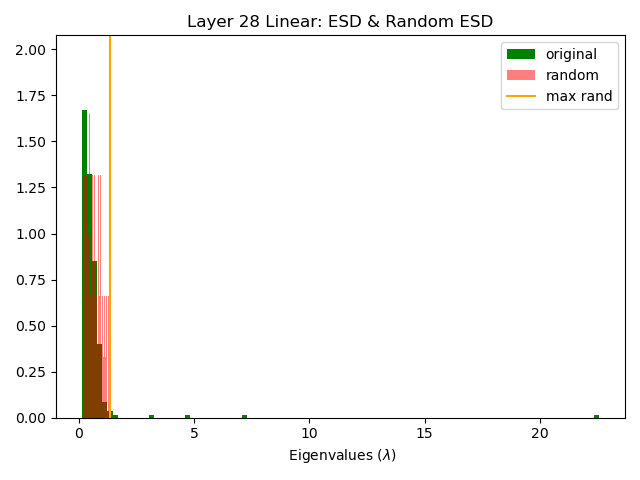 Layer 28 Linear: ESD & Random ESD
original
random
max rand
2.00
1.75
1.50
1.25
1.00
0.75
0.50
0.25
0.00
0
5
10
15
20
Eigenvalues (λ)